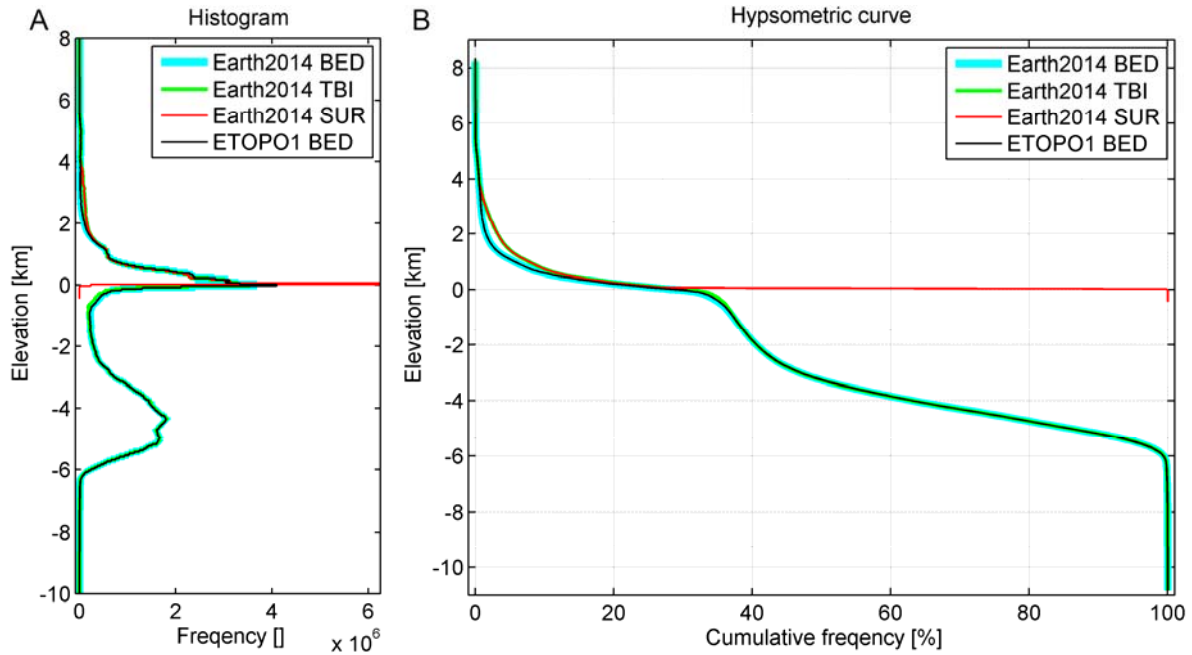 A
Histogram
Earth2014 BED
Earth2014 TBI
Earth2014 SUR
ETOPO1 BED
8
6
4
2
0
-2
-4
-6
-8
-10
Elevation [km]
0
2
4
6
Freqency []
x 10^6
B
Hypsometric curve
Earth2014 BED
Earth2014 TBI
Earth2014 SUR
ETOPO1 BED
8
6
4
2
0
-2
-4
-6
-8
-10
Elevation [km]
0
20
40
60
80
100
Cumulative freqency [%]